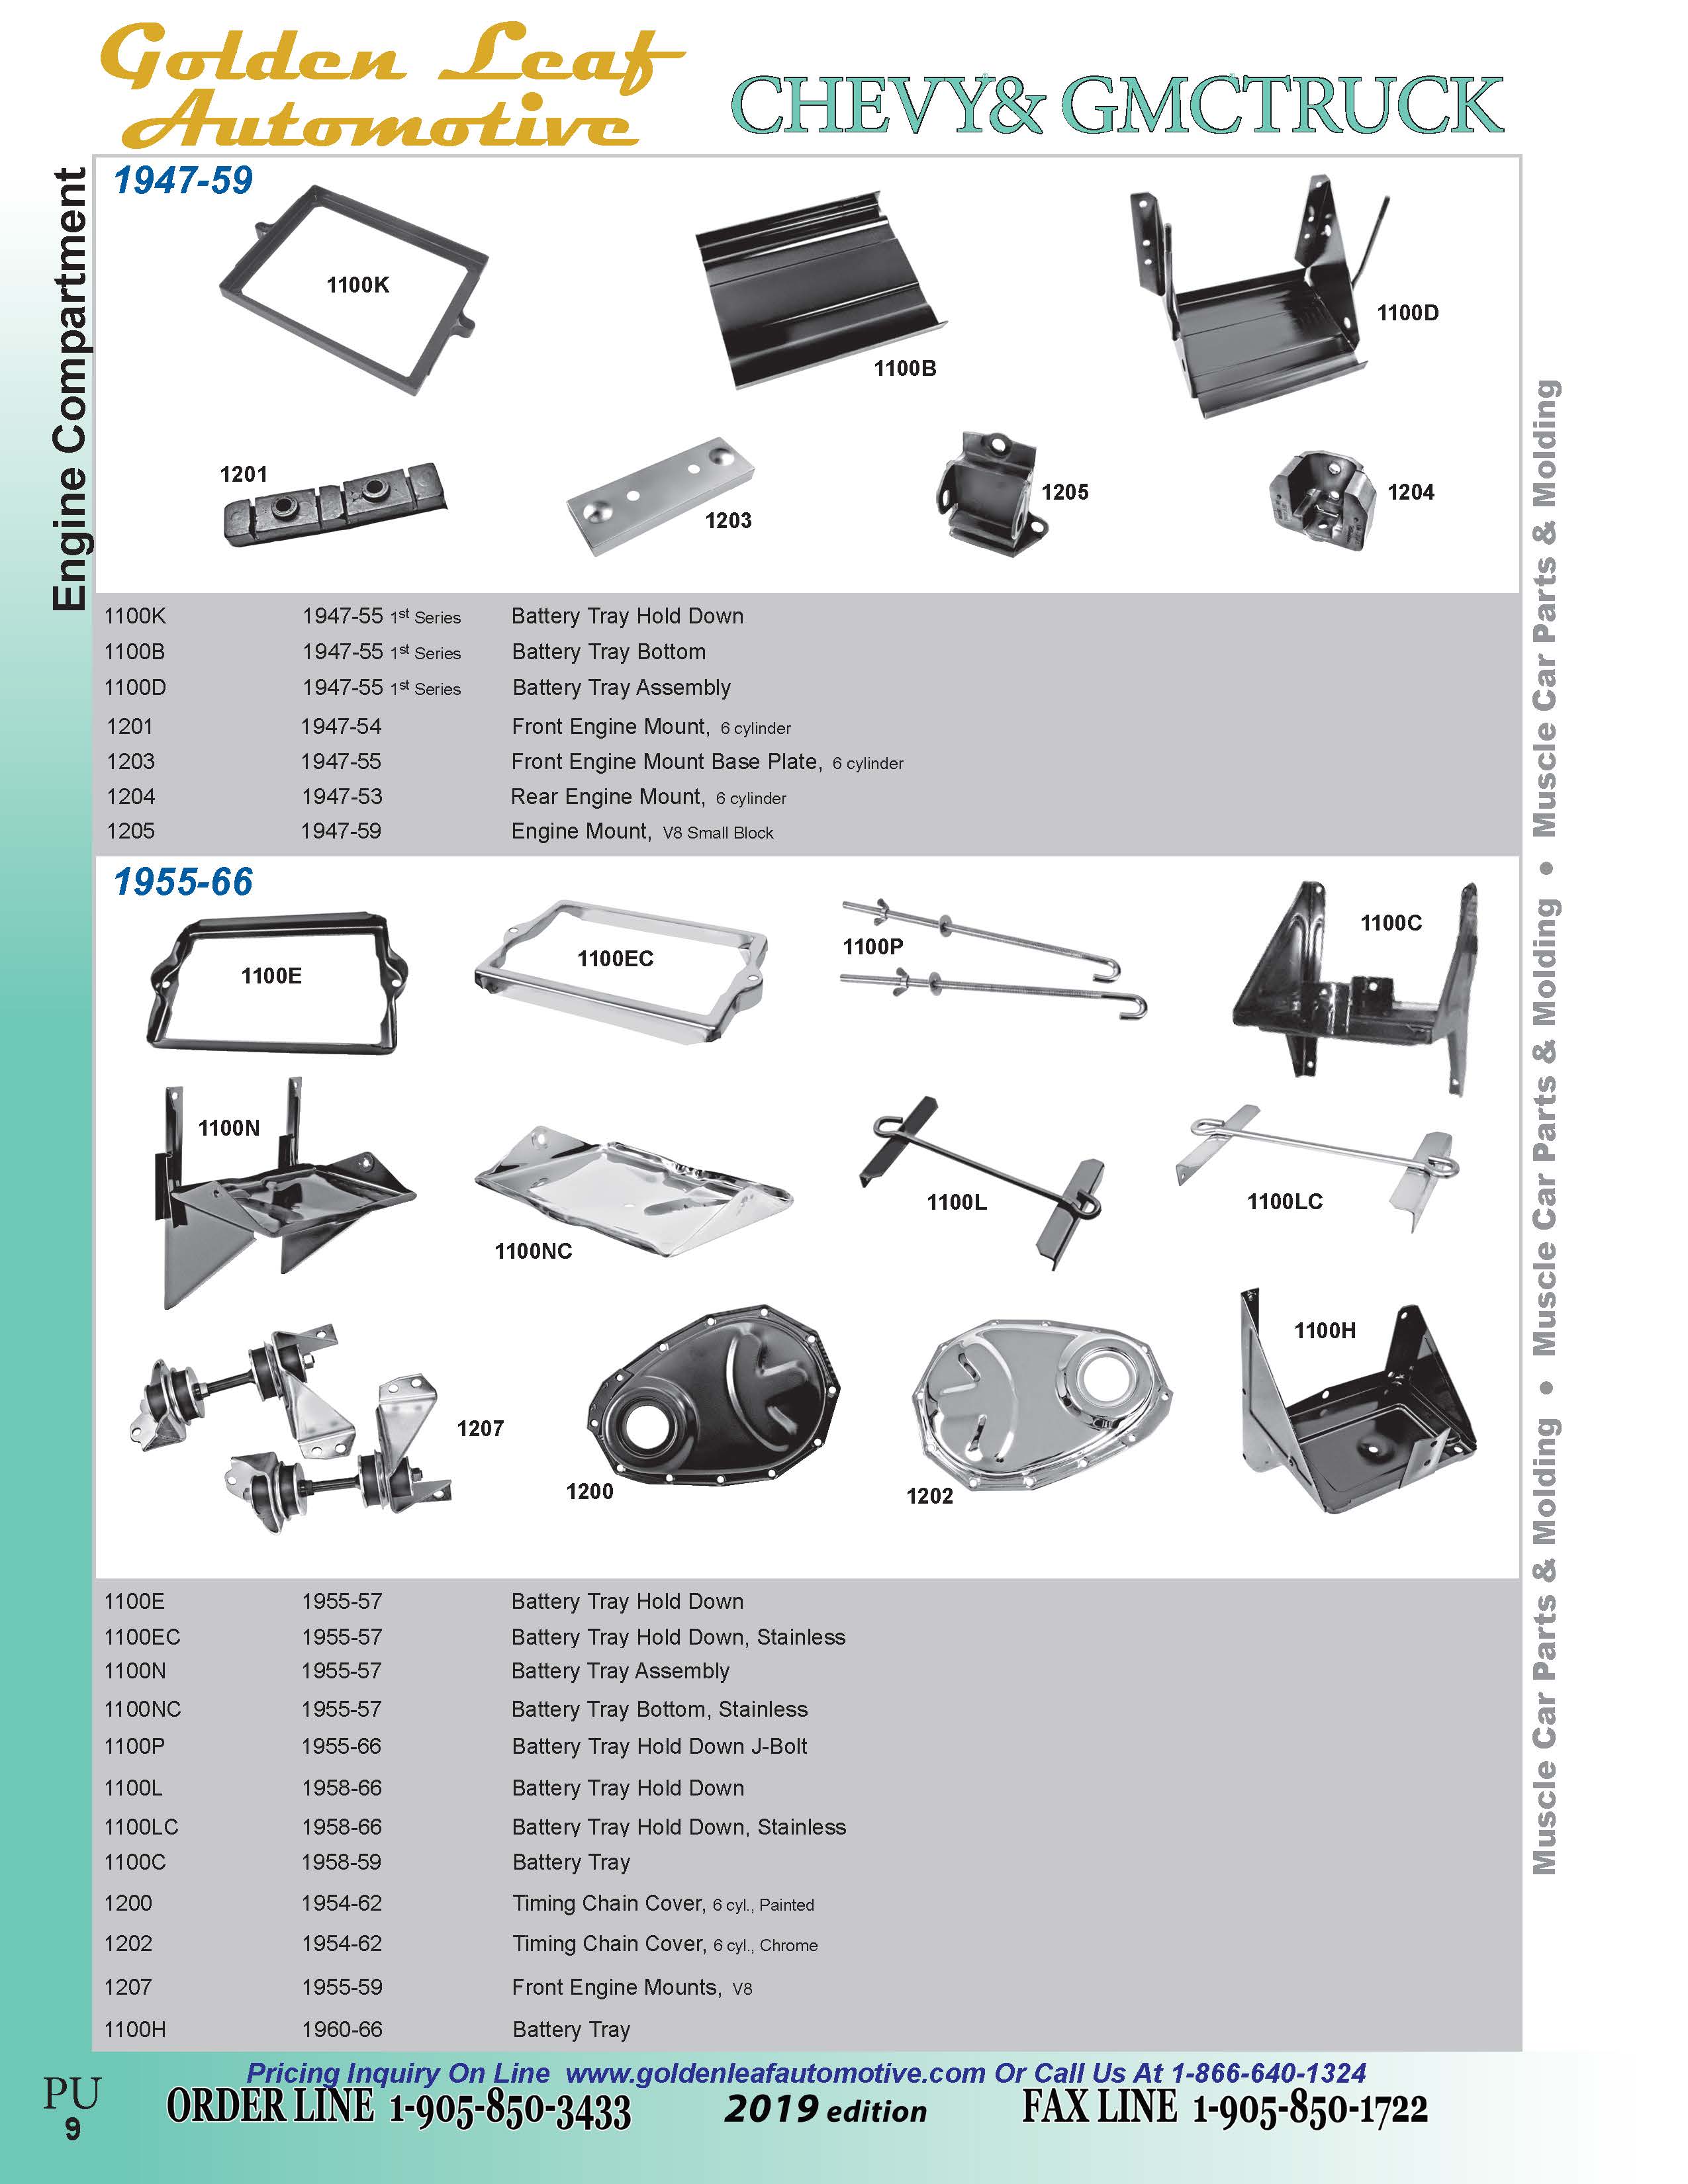 Golden Leaf
Automotive
CHEVY& GMCTRUCK
Engine Compartment
1947-59
1100K
1100B
1100D
1201
1203
1205
1204
1100K 1947-55 1st Series Battery Tray Hold Down
1100B 1947-55 1st Series Battery Tray Bottom
1100D 1947-55 1st Series Battery Tray Assembly
1201 1947-54 Front Engine Mount, 6 cylinder
1203 1947-55 Front Engine Mount Base Plate, 6 cylinder
1204 1947-53 Rear Engine Mount, 6 cylinder
1205 1947-59 Engine Mount, V8 Small Block
1955-66
1100E
1100EC
1100P
1100C
1100N
1100NC
1100L
1100LC
1207
1200
1202
1100H
1100E 1955-57 Battery Tray Hold Down
1100EC 1955-57 Battery Tray Hold Down, Stainless
1100N 1955-57 Battery Tray Assembly
1100NC 1955-57 Battery Tray Bottom, Stainless
1100P 1955-66 Battery Tray Hold Down J-Bolt
1100L 1958-66 Battery Tray Hold Down
1100LC 1958-66 Battery Tray Hold Down, Stainless
1100C 1958-59 Battery Tray
1200 1954-62 Timing Chain Cover, 6 cyl., Painted
1202 1954-62 Timing Chain Cover, 6 cyl., Chrome
1207 1955-59 Front Engine Mounts, V8
1100H 1960-66 Battery Tray
Muscle Car Parts & Molding • Muscle Car Parts & Molding • Muscle Car Parts & Molding
Pricing Inquiry On Line www.goldenleafautomotive.com Or Call Us At 1-866-640-1324
PU
9
ORDER LINE 1-905-850-3433 2019 edition FAX LINE 1-905-850-1722